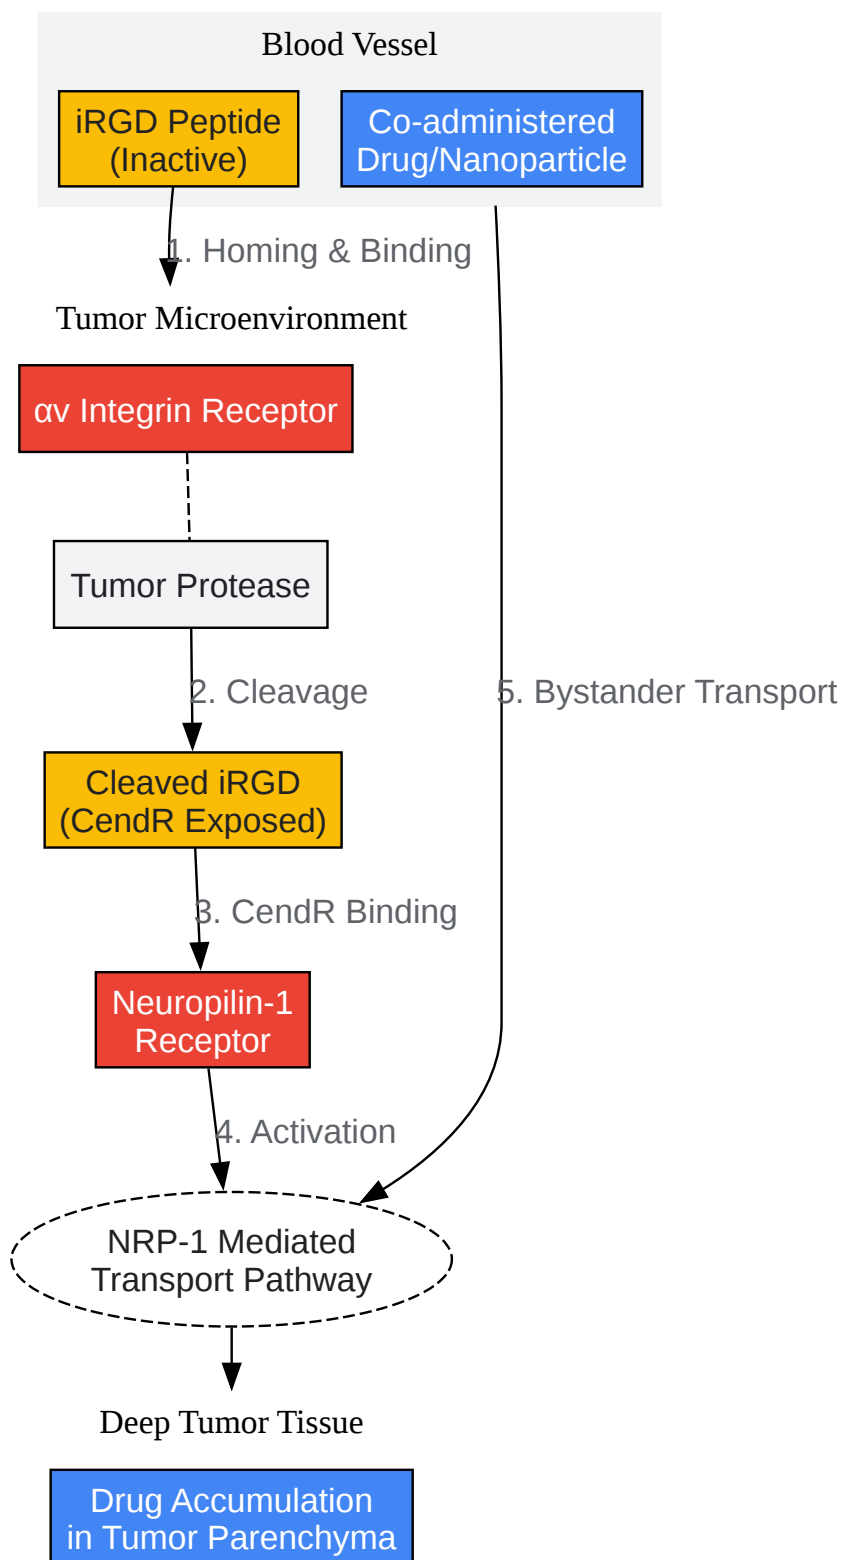 Blood Vessel
iRGD Peptide
(Inactive)
Co-administered
Drug/Nanoparticle
1. Homing & Binding
Tumor Microenvironment
αv Integrin Receptor
Tumor Protease
2. Cleavage
5. Bystander Transport
Cleaved iRGD
(CendR Exposed)
3. CendR Binding
Neuropilin-1
Receptor
4. Activation
NRP-1 Mediated
Transport Pathway
Deep Tumor Tissue
Drug Accumulation
in Tumor Parenchyma